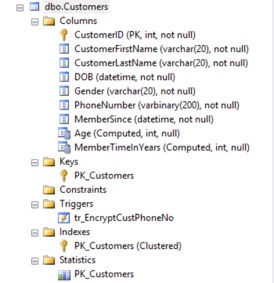 dbo.Customers
Columns
CustomerID (PK, int, not null)
CustomerFirstName (varchar(20), not null)
CustomerLastName (varchar(20), not null)
DOB (datetime, not null)
Gender (varchar(20), not null)
PhoneNumber (varbinary(200), not null)
MemberSince (datetime, not null)
Age (Computed, int, null)
MemberTimeInYears (Computed, int, null)
Keys
PK_Customers
Constraints
Triggers
tr_EncryptCustPhoneNo
Indexes
PK_Customers (Clustered)
Statistics
PK_Customers